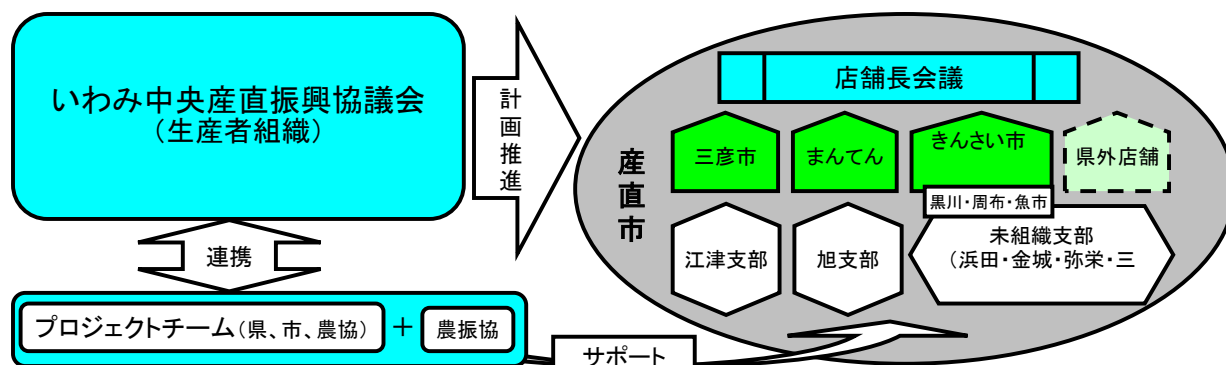 いわみ中央産直振興協議会
（生産者組織）
計画推進
連携
プロジェクトチーム（県、市、農協）
＋
農振協
サポート
産直市
店舗長会議
三彦市
まんてん
きんさい市
県外店舗
黒川・周布・魚市
江津支部
旭支部
未組織支部
（浜田・金城・弥栄・三